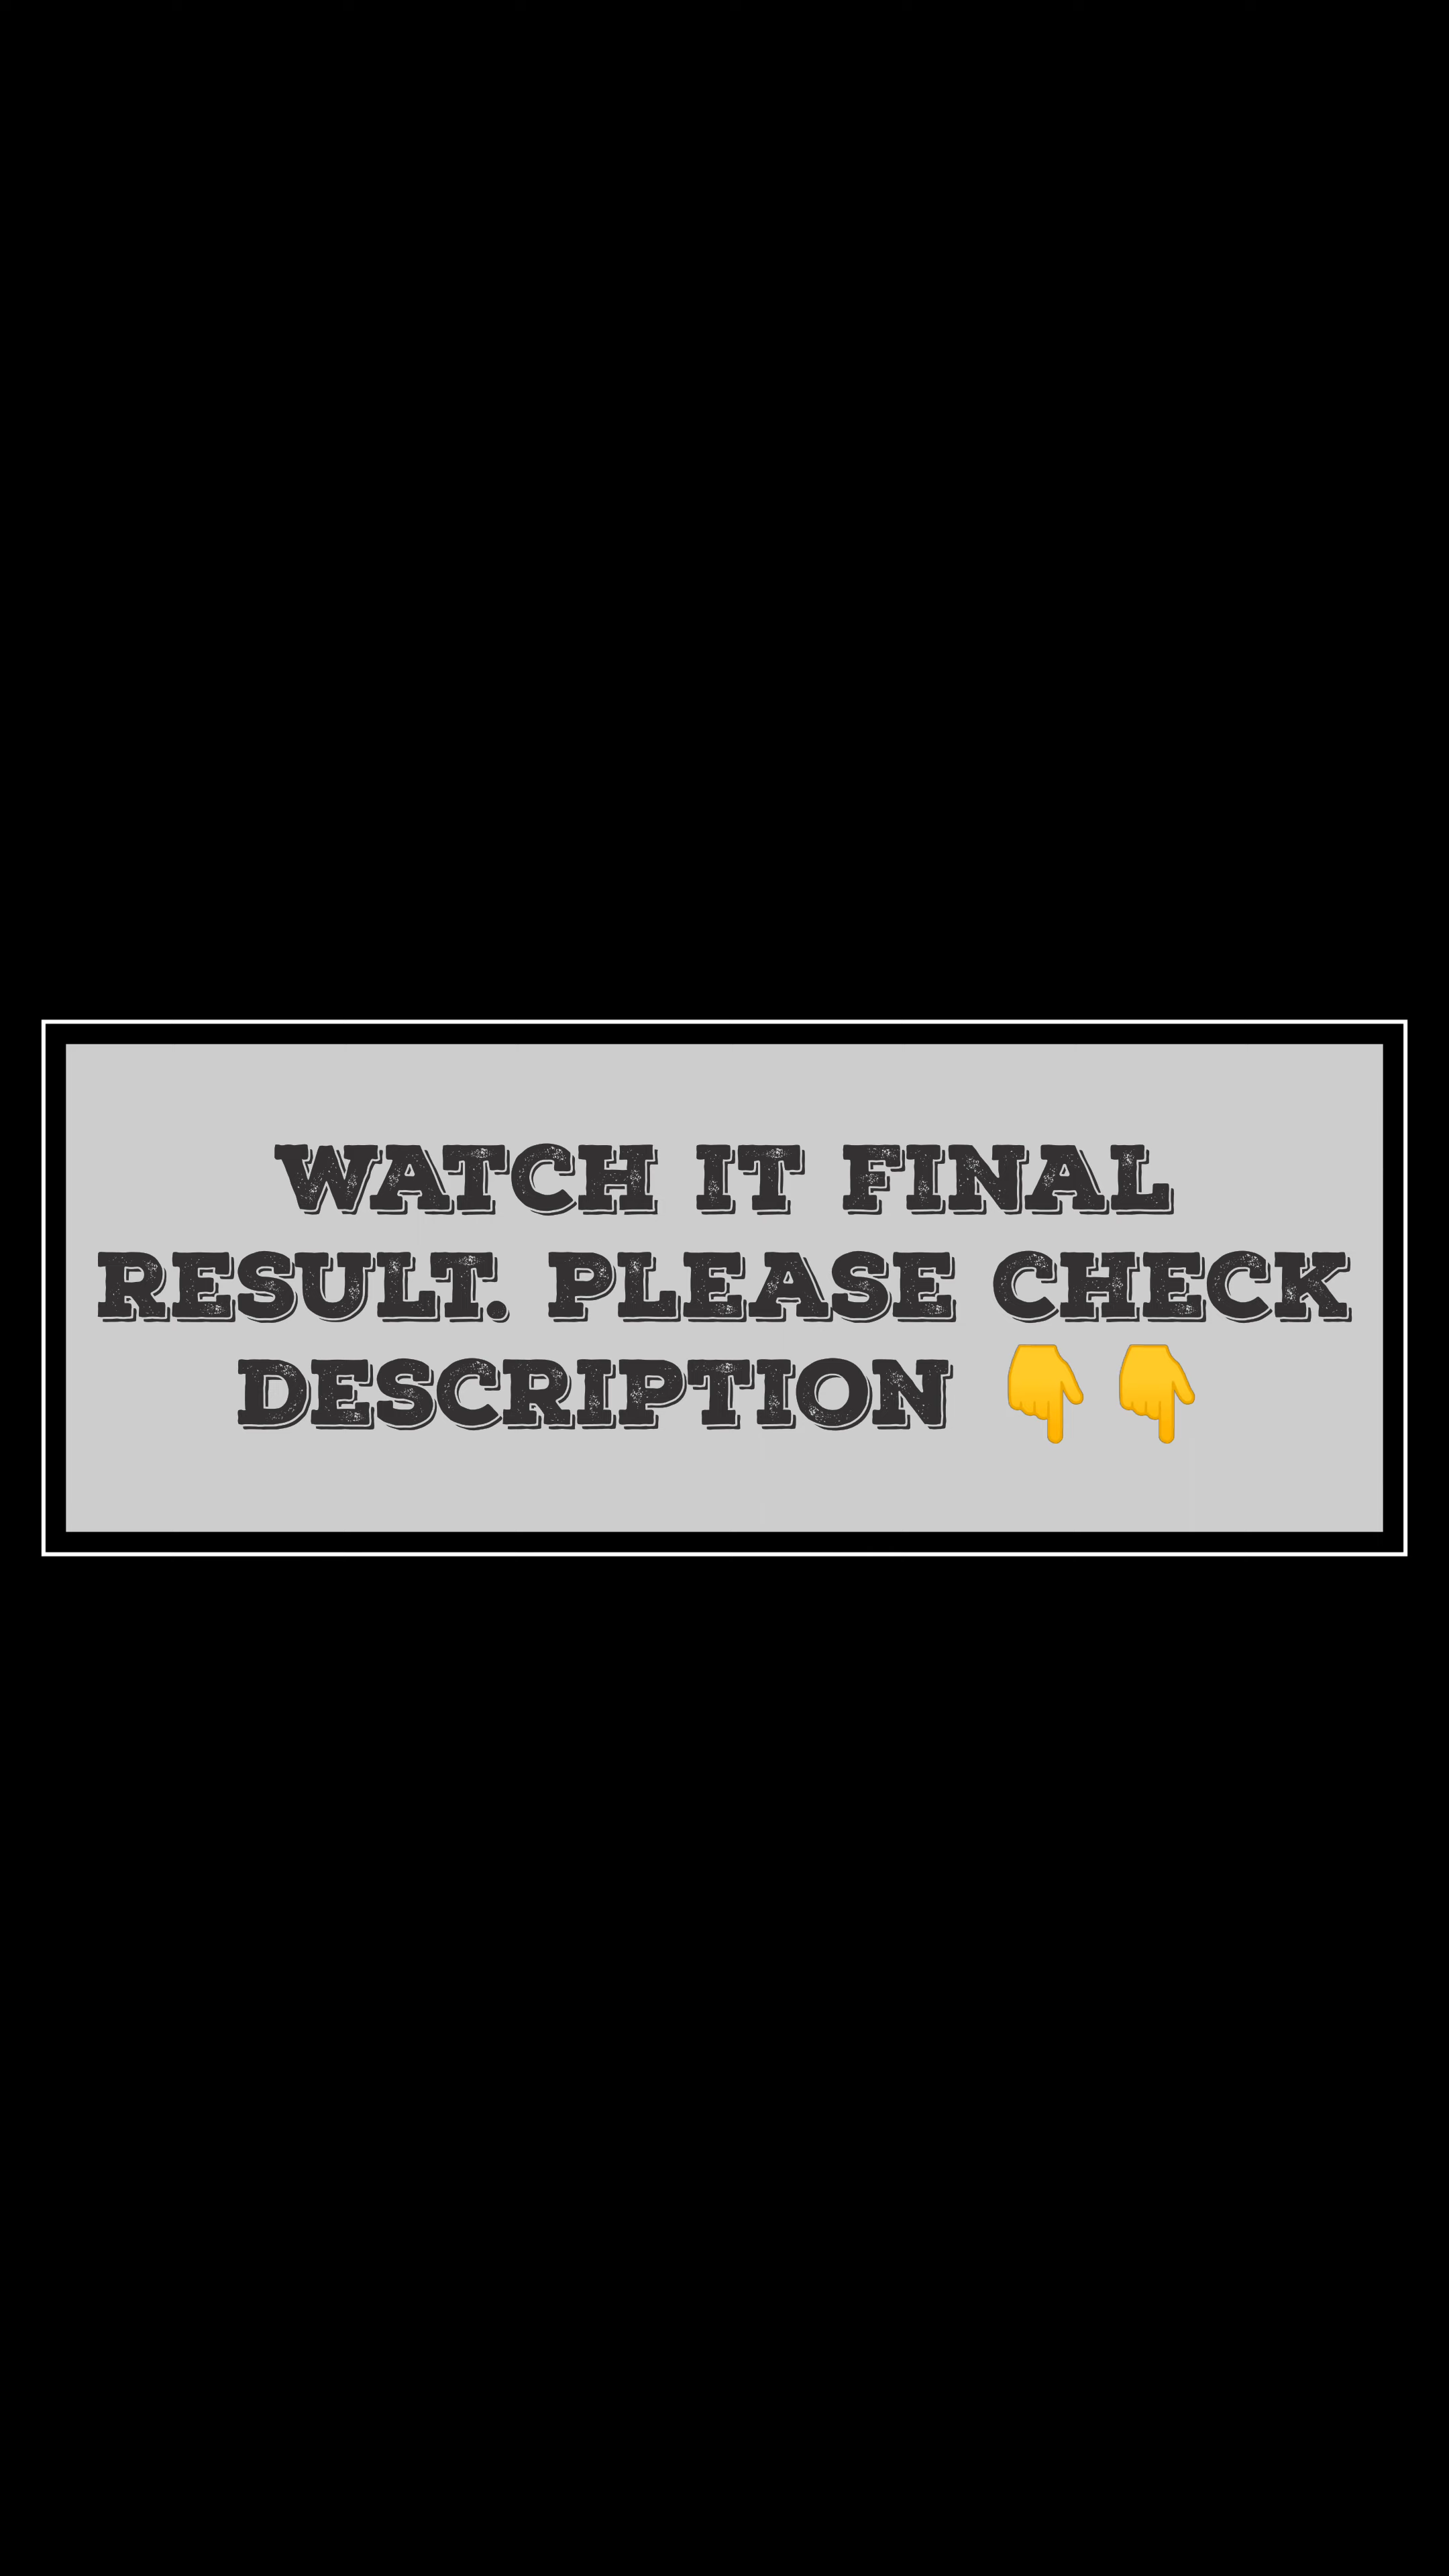 WATCH IT FINAL
RESULT. PLEASE CHECK
DESCRIPTION 👇👇